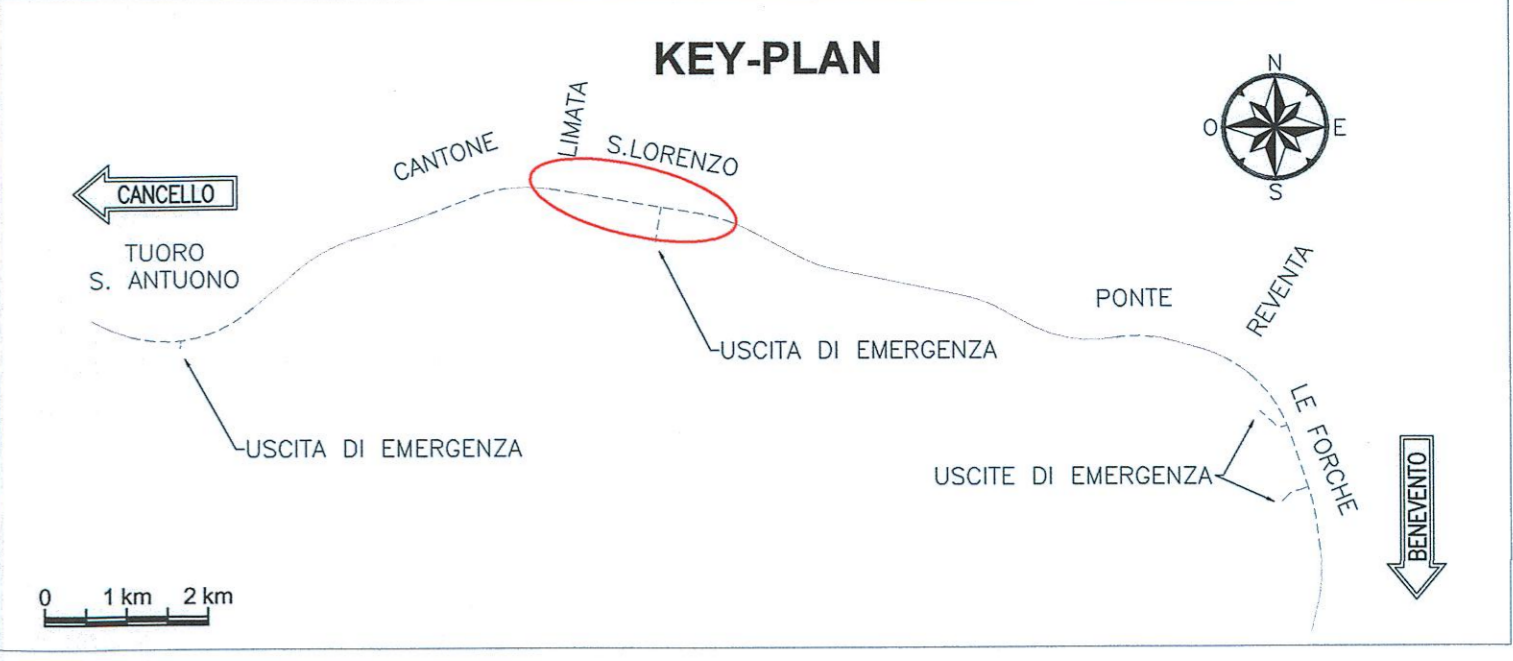 KEY-PLAN
N
O
E
S
LIMATA
CANTONE
S.LORENZO
CANCELLO
TUORO
S. ANTUONO
USCITA DI EMERGENZA
USCITA DI EMERGENZA
PONTE
REVENTA
LE FORCHE
USCITE DI EMERGENZA
BENEVENTO
0 1 km 2 km